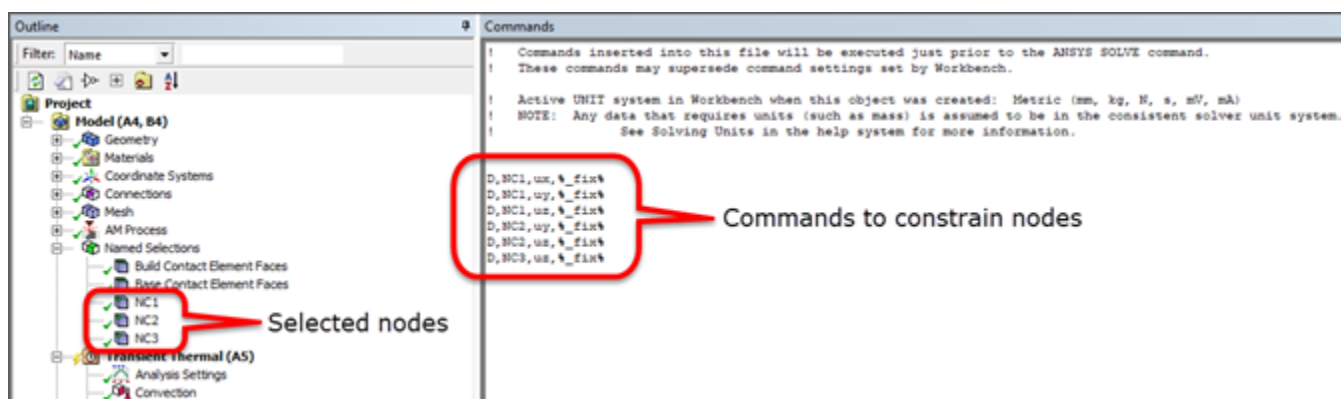 Outline
Filter: Name
Project
Model (A4, B4)
Geometry
Materials
Coordinate Systems
Connections
Mesh
AM Process
Named Selections
Build Contact Element Faces
Base Contact Element Faces
NC1
NC2
NC3
Selected nodes
Transient Thermal (A5)
Analysis Settings
Convection
Commands
! Commands inserted into this file will be executed just prior to the ANSYS SOLVE command.
! These commands may supersede command settings set by Workbench.
! Active UNIT system in Workbench when this object was created: Metric (mm, kg, N, s, mV, mA)
! NOTE: Any data that requires units (such as mass) is assumed to be in the consistent solver unit system.
! See Solving Units in the help system for more information.
D,NC1,ux,%_fix%
D,NC1,uy,%_fix%
D,NC1,uz,%_fix%
D,NC2,uy,%_fix%
D,NC2,uz,%_fix%
D,NC3,uz,%_fix%
Commands to constrain nodes